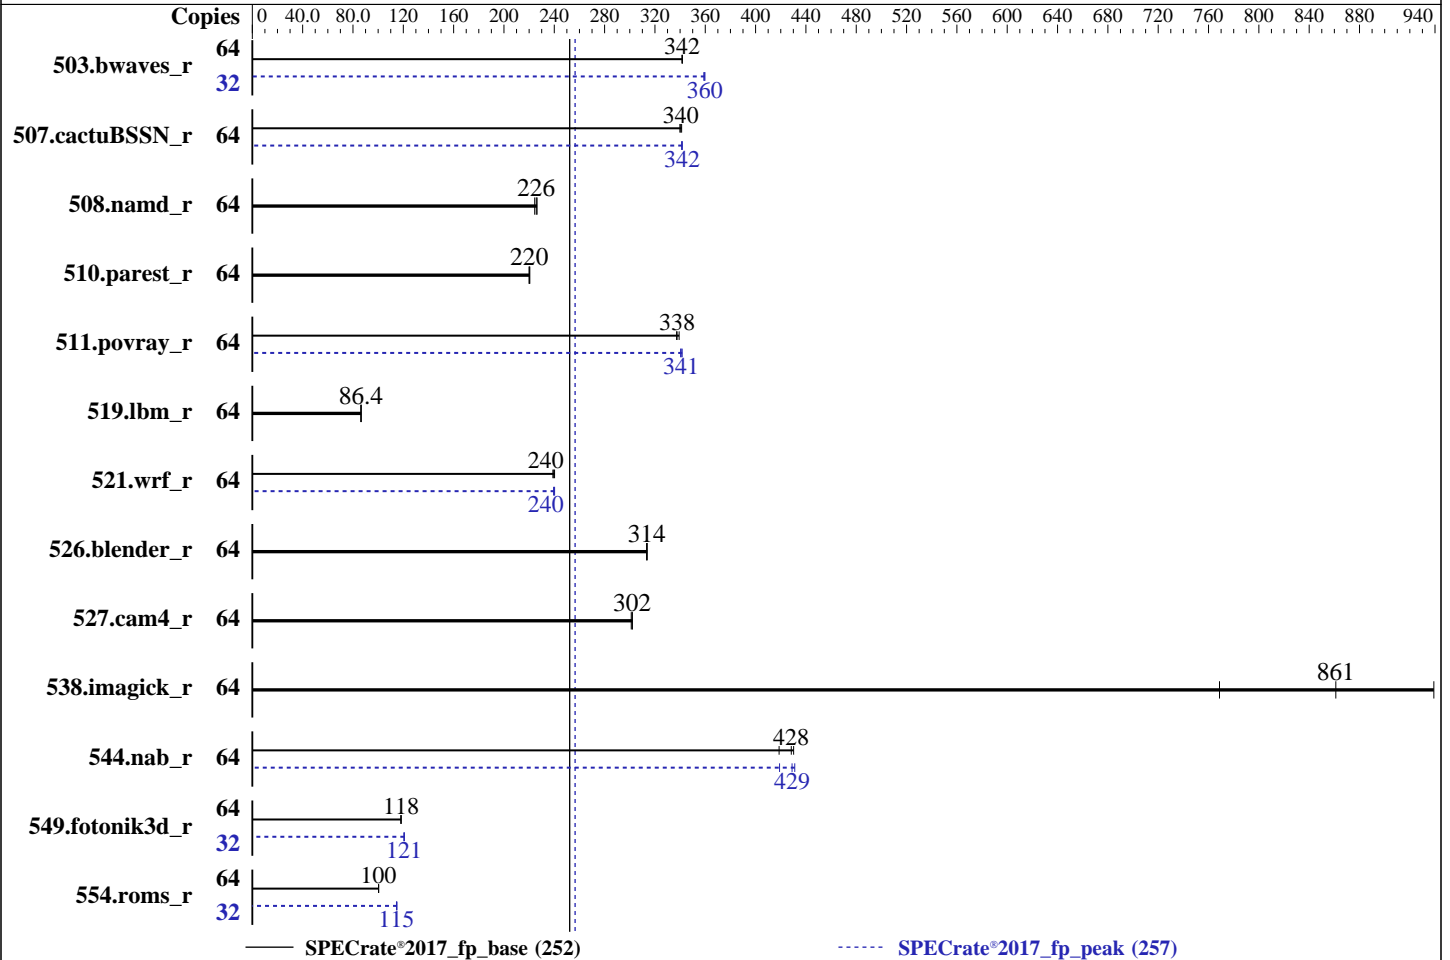 Copies 0 40.0 80.0 120 160 200 240 280 320 360 400 440 480 520 560 600 640 680 720 760 800 840 880 940
503.bwaves_r 64 342
32 360
507.cactuBSSN_r 64 340
342
508.namd_r 64 226
510.parest_r 64 220
511.povray_r 64 338
341
519.lbm_r 64 86.4
521.wrf_r 64 240
240
526.blender_r 64 314
527.cam4_r 64 302
538.imagick_r 64 861
544.nab_r 64 428
429
549.fotonik3d_r 64 118
32 121
554.roms_r 64 100
32 115
SPECrate®2017_fp_base (252) SPECrate®2017_fp_peak (257)